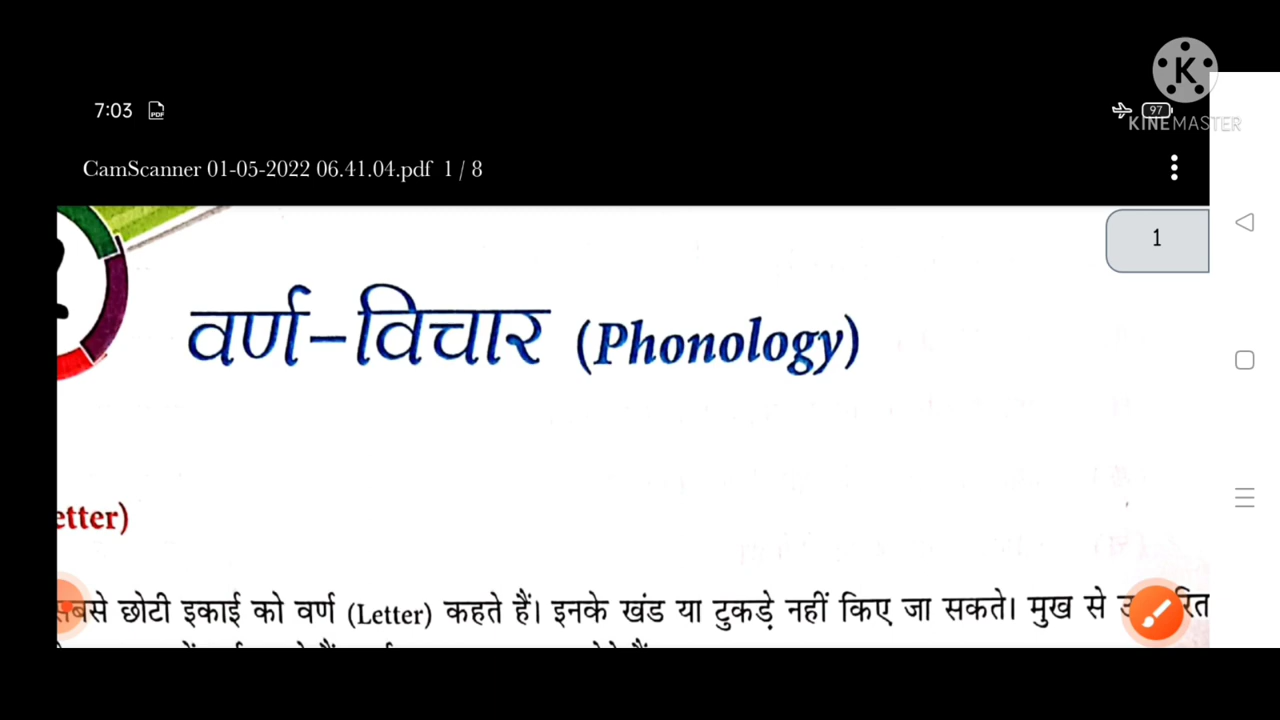 7:03
PDF
97
K
KINEMASTER
CamScanner 01-05-2022 06.41.04.pdf 1 / 8
1
वर्ण-विचार (Phonology)
etter)
सबसे छोटी इकाई को वर्ण (Letter) कहते हैं। इनके खंड या टुकड़े नहीं किए जा सकते। मुख से